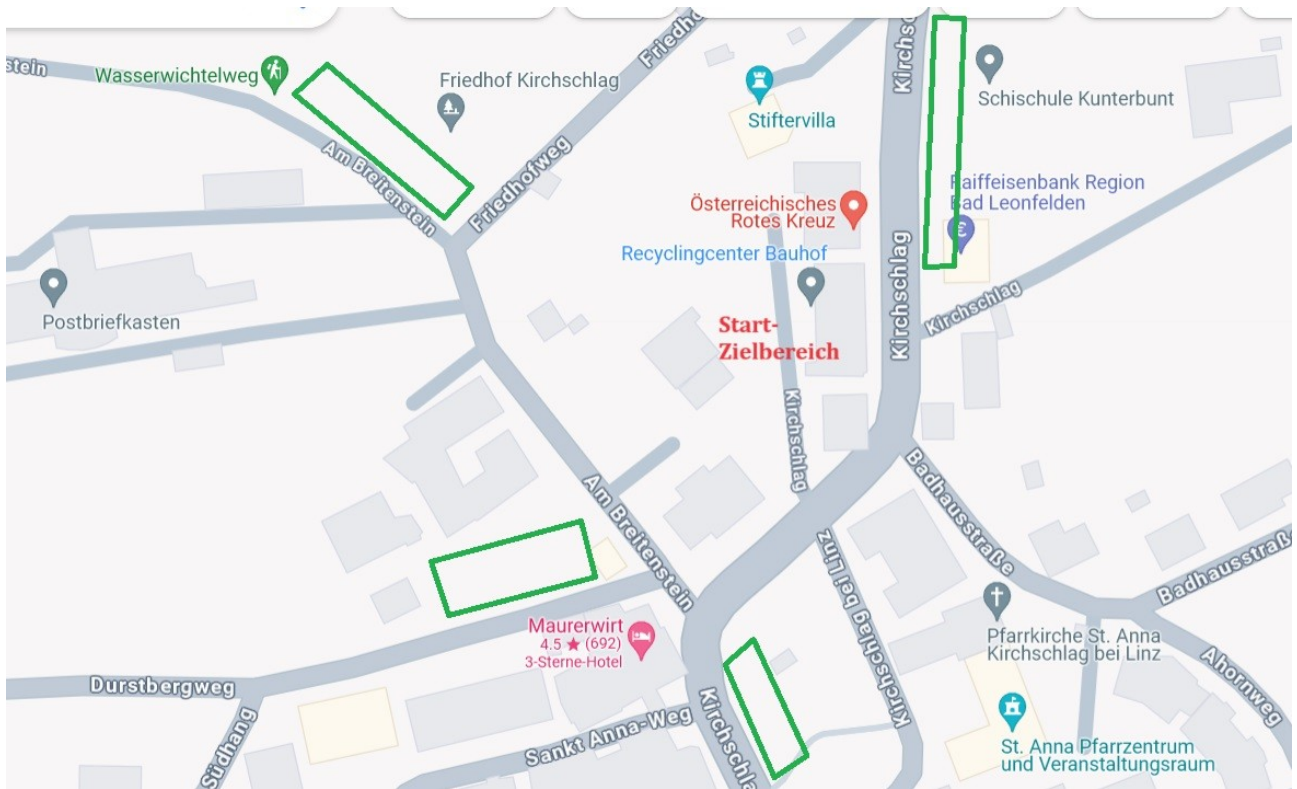 stein
Wasserwichtelweg
Friedhof Kirchschlag
Friedho
Kirchsc
Schischule Kunterbunt
Stiftervilla
Am Breitenstein
Friedhofweg
Österreichisches
Rotes Kreuz
Raiffeisenbank Region
Bad Leonfelden
€
Recyclingcenter Bauhof
Kirchschlag
Kirchschlag
Postbriefkasten
Start-
Zielbereich
Kirchschlag
Kirchschlag
Am Breitenstein
Badhausstraße
Badhausstraße
Kirchschlag bei Linz
Maurerwirt
4.5 ★ (692)
3-Sterne-Hotel
Pfarrkirche St. Anna
Kirchschlag bei Linz
Durstbergweg
Südhang
Sankt Anna-Weg
Kirchschla
Ahornweg
St. Anna Pfarrzentrum
und Veranstaltungsraum